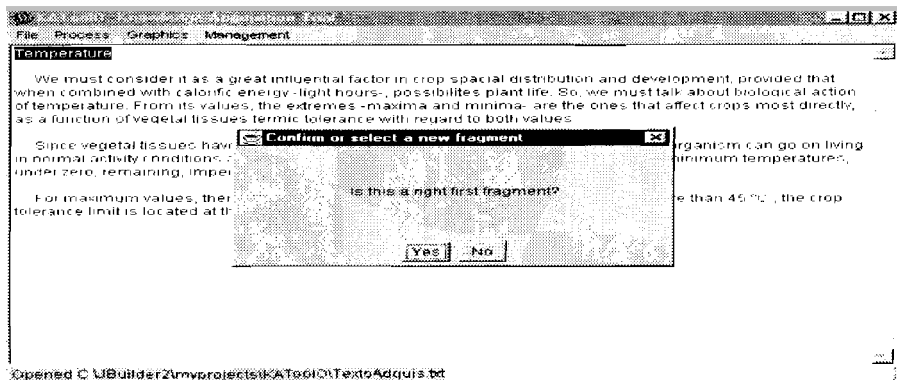 KATool© - Knowledge Acquisition Tool
File Process Graphics Management
Temperature
We must consider it as a great influential factor in crop spacial distribution and development, provided that
when combined with calorific energy -light hours-, possibilites plant life. So, we must talk about biological action
of temperature. From its values, the extremes -maxima and minima- are the ones that affect crops most directly,
as a function of vegetal tissues termic tolerance with regard to both values
Confirm or select a new fragment
Since vegetal tissues have
organism can go on living
in normal activity conditions
minimum temperatures,
under zero, remaining,
Is this a right first fragment?
For maximum values,
than 45 °C, the crop
tolerance limit is located at
Yes No
Opened C:\JBuilder2\myprojects\KAToolO\TextoAdquis.txt